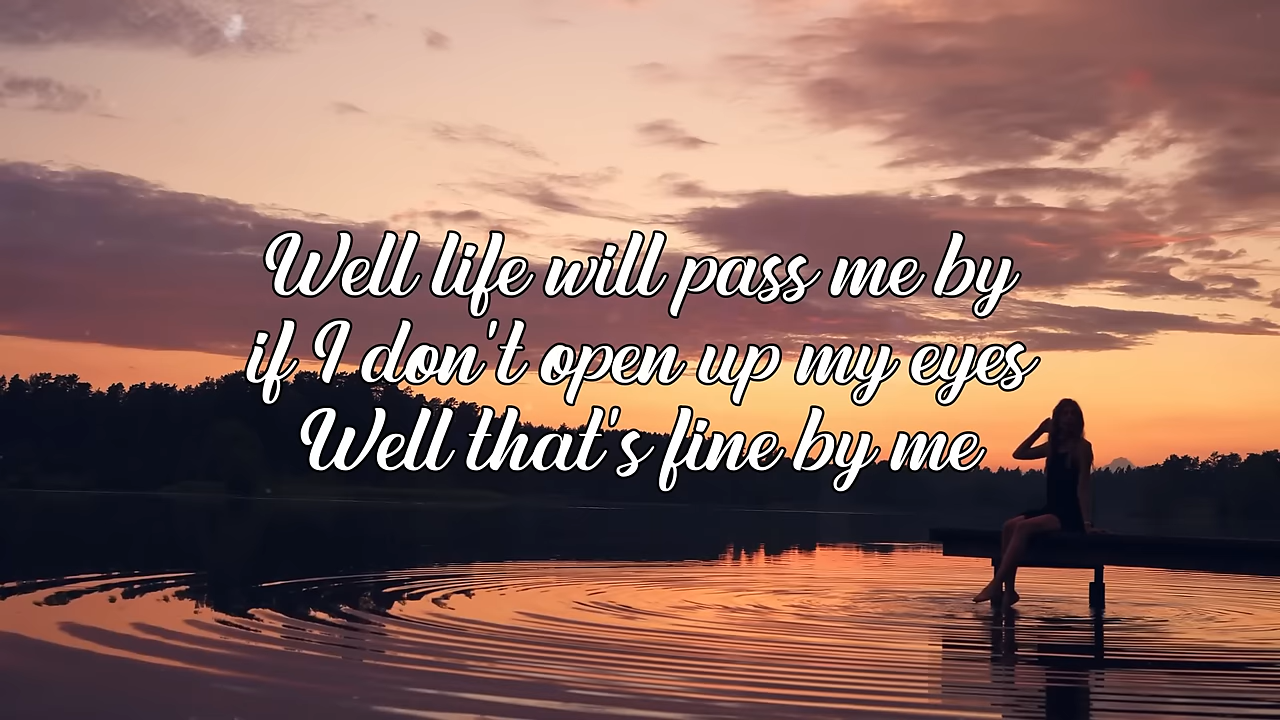 Well life will pass me by
if I don't open up my eyes
Well that's fine by me